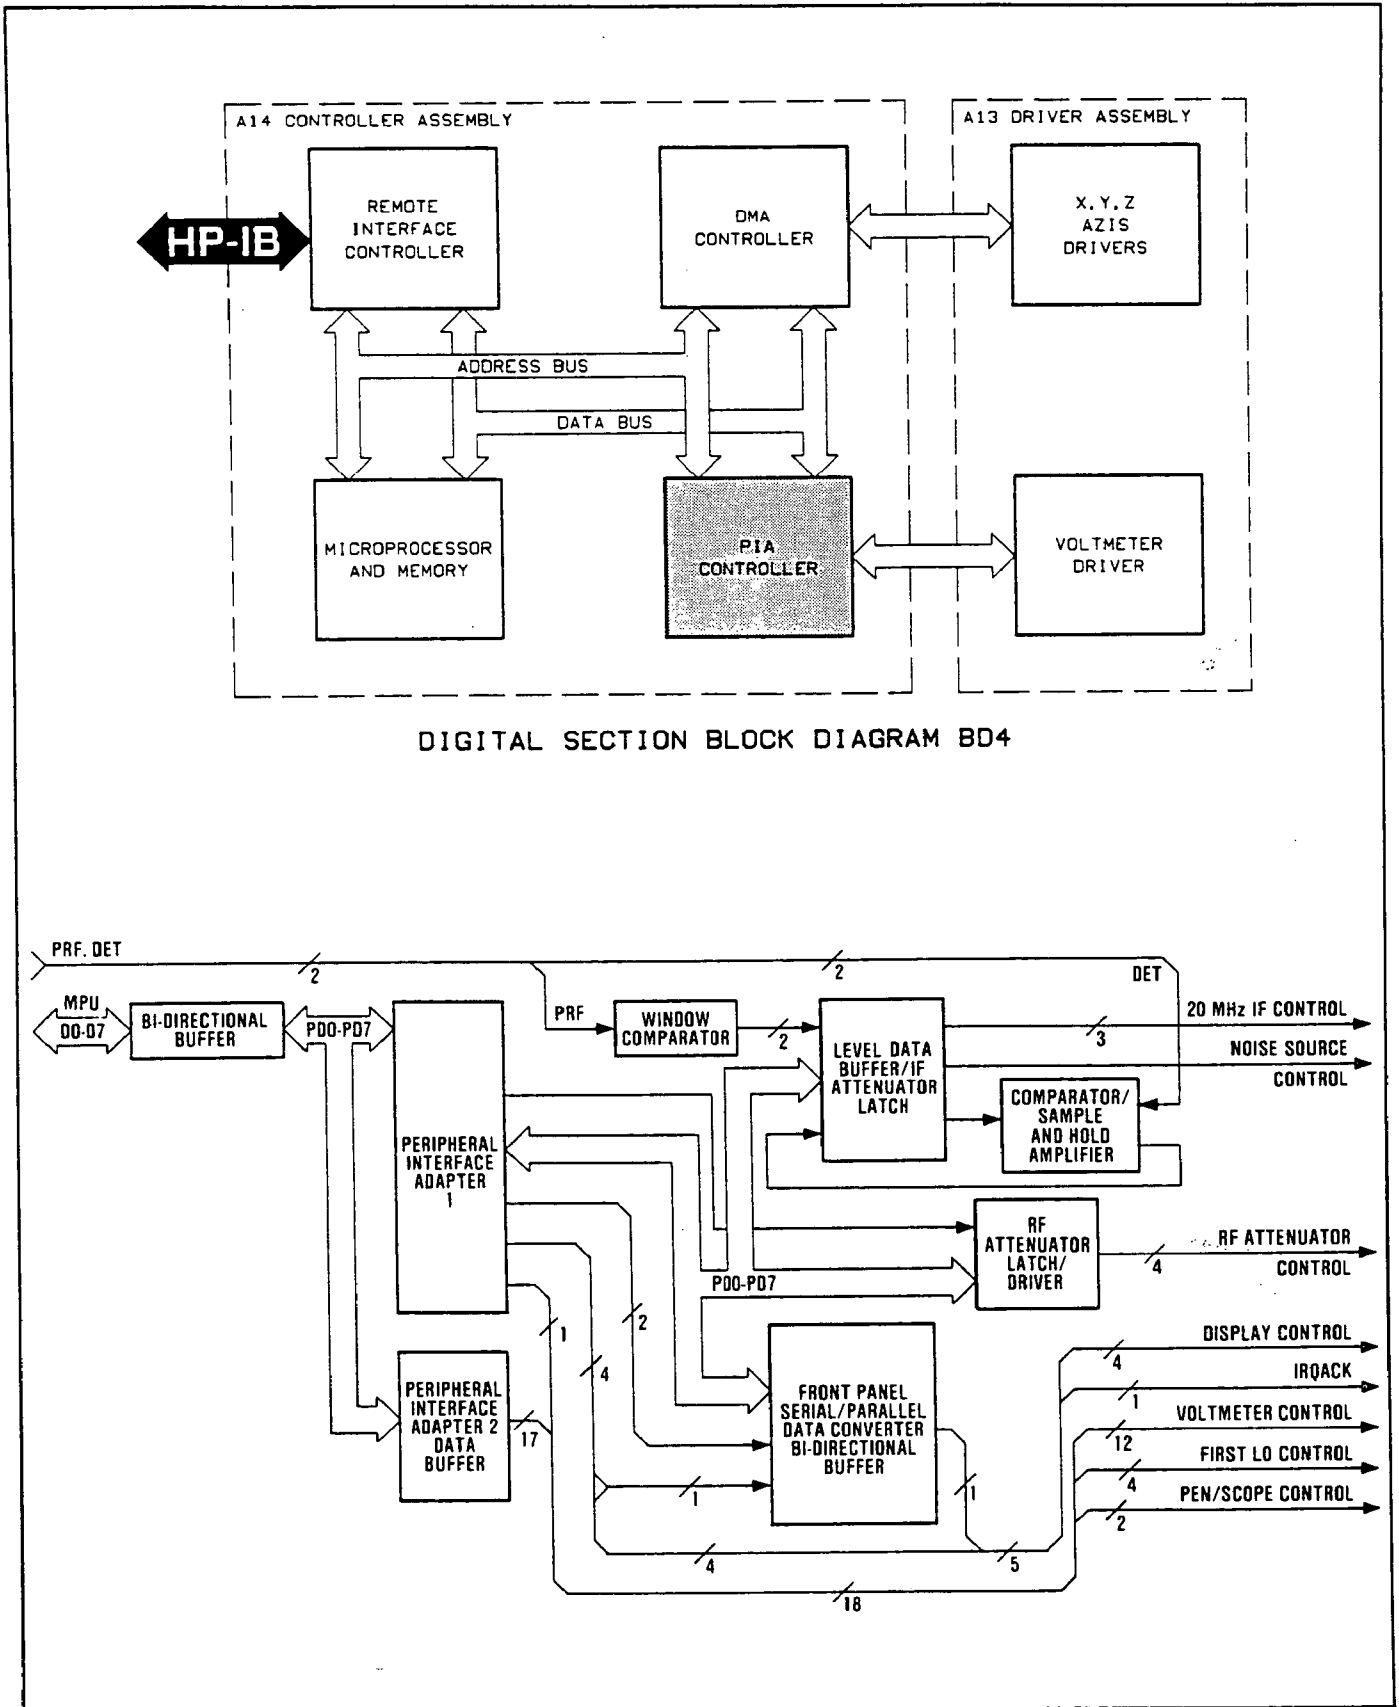 A14 CONTROLLER ASSEMBLY
A13 DRIVER ASSEMBLY
HP-IB
REMOTE
INTERFACE
CONTROLLER
DMA
CONTROLLER
X,Y,Z
AZIS
DRIVERS
ADDRESS BUS
DATA BUS
MICROPROCESSOR
AND MEMORY
PIA
CONTROLLER
VOLTMETER
DRIVER
DIGITAL SECTION BLOCK DIAGRAM BD4
PRF. DET
2
2
DET
MPU
D0-D7
BI-DIRECTIONAL
BUFFER
PD0-PD7
PERIPHERAL
INTERFACE
ADAPTER
1
PRF
WINDOW
COMPARATOR
2
LEVEL DATA
BUFFER/IF
ATTENUATOR
LATCH
3
20 MHz IF CONTROL
NOISE SOURCE
CONTROL
COMPARATOR/
SAMPLE
AND HOLD
AMPLIFIER
RF
ATTENUATOR
LATCH/
DRIVER
4
RF ATTENUATOR
CONTROL
PD0-PD7
1
4
2
PERIPHERAL
INTERFACE
ADAPTER 2
DATA
BUFFER
17
FRONT PANEL
SERIAL/PARALLEL
DATA CONVERTER
BI-DIRECTIONAL
BUFFER
1
1
4
5
18
DISPLAY CONTROL
4
IRQACK
1
VOLTMETER CONTROL
12
FIRST LO CONTROL
4
PEN/SCOPE CONTROL
2